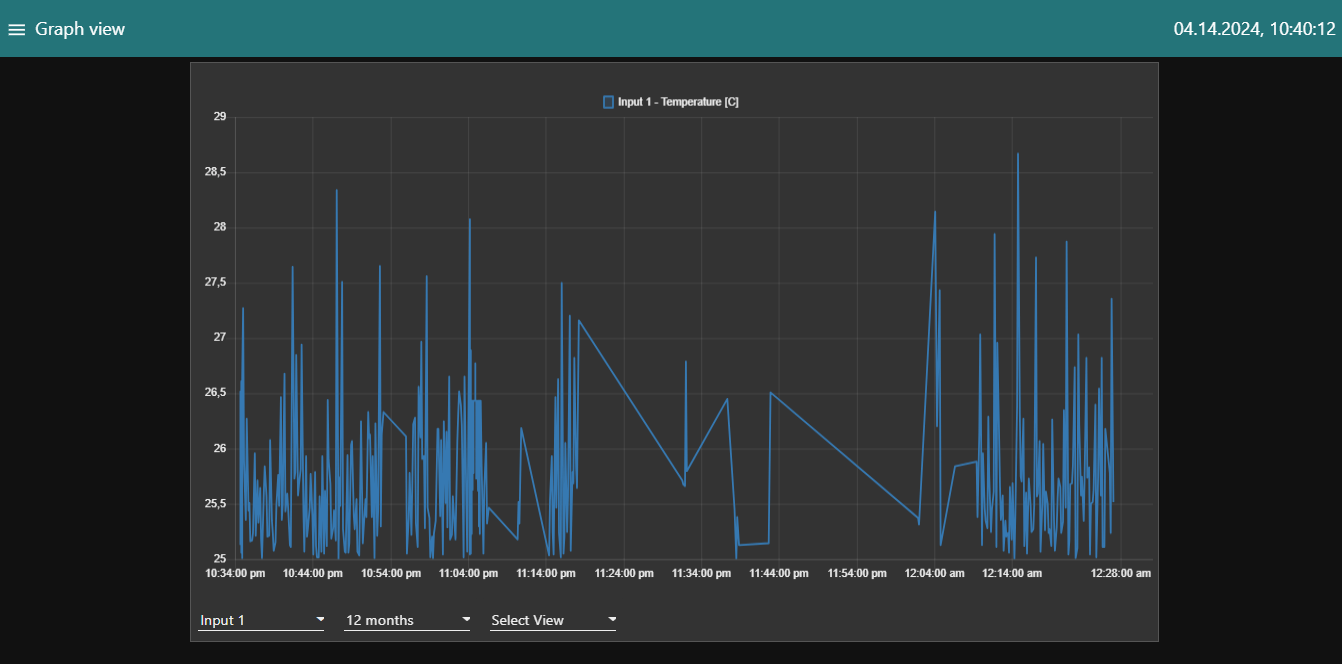 Graph view
04.14.2024, 10:40:12
Input 1 - Temperature [C]
29
28,5
28
27,5
27
26,5
26
25,5
25
10:34:00 pm 10:44:00 pm 10:54:00 pm 11:04:00 pm 11:14:00 pm 11:24:00 pm 11:34:00 pm 11:44:00 pm 11:54:00 pm 12:04:00 am 12:14:00 am 12:28:00 am
Input 1 12 months Select View